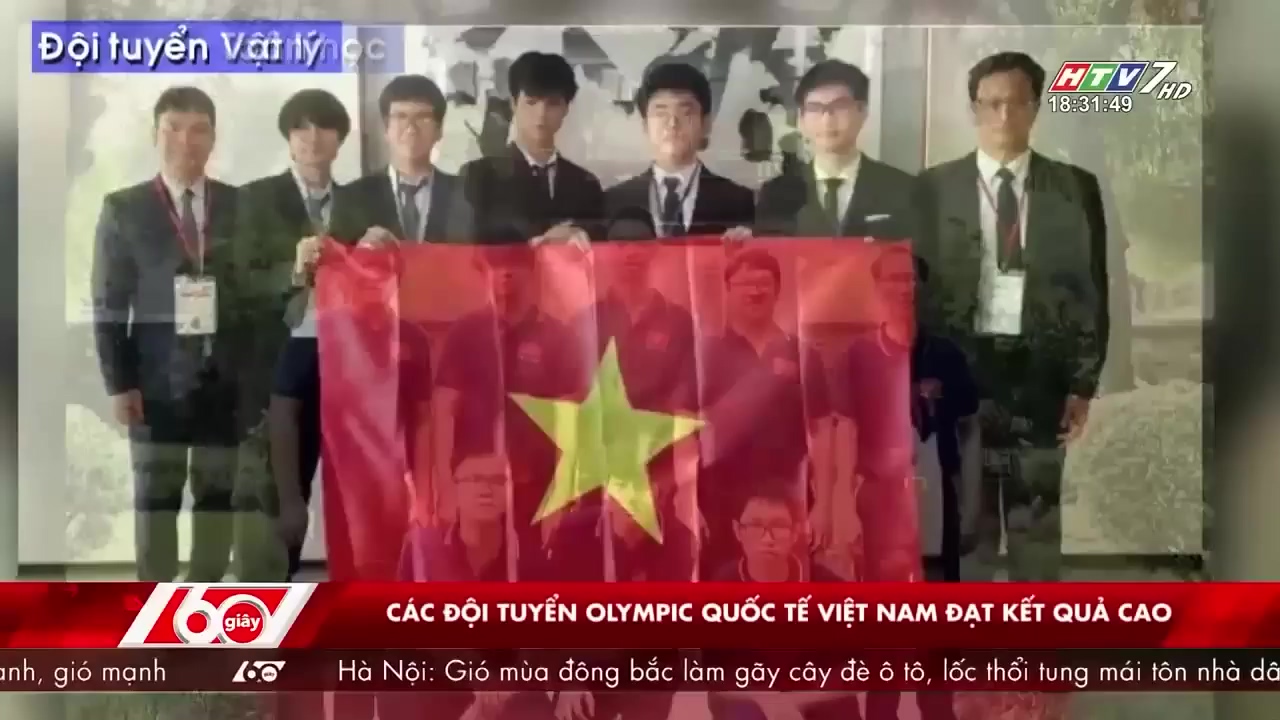 Đội tuyển Vật lý
HTV7 HD
18:31:49
60 giây
CÁC ĐỘI TUYỂN OLYMPIC QUỐC TẾ VIỆT NAM ĐẠT KẾT QUẢ CAO
anh, gió mạnh 60 giây Hà Nội: Gió mùa đông bắc làm gãy cây đè ô tô, lốc thổi tung mái tôn nhà dâ